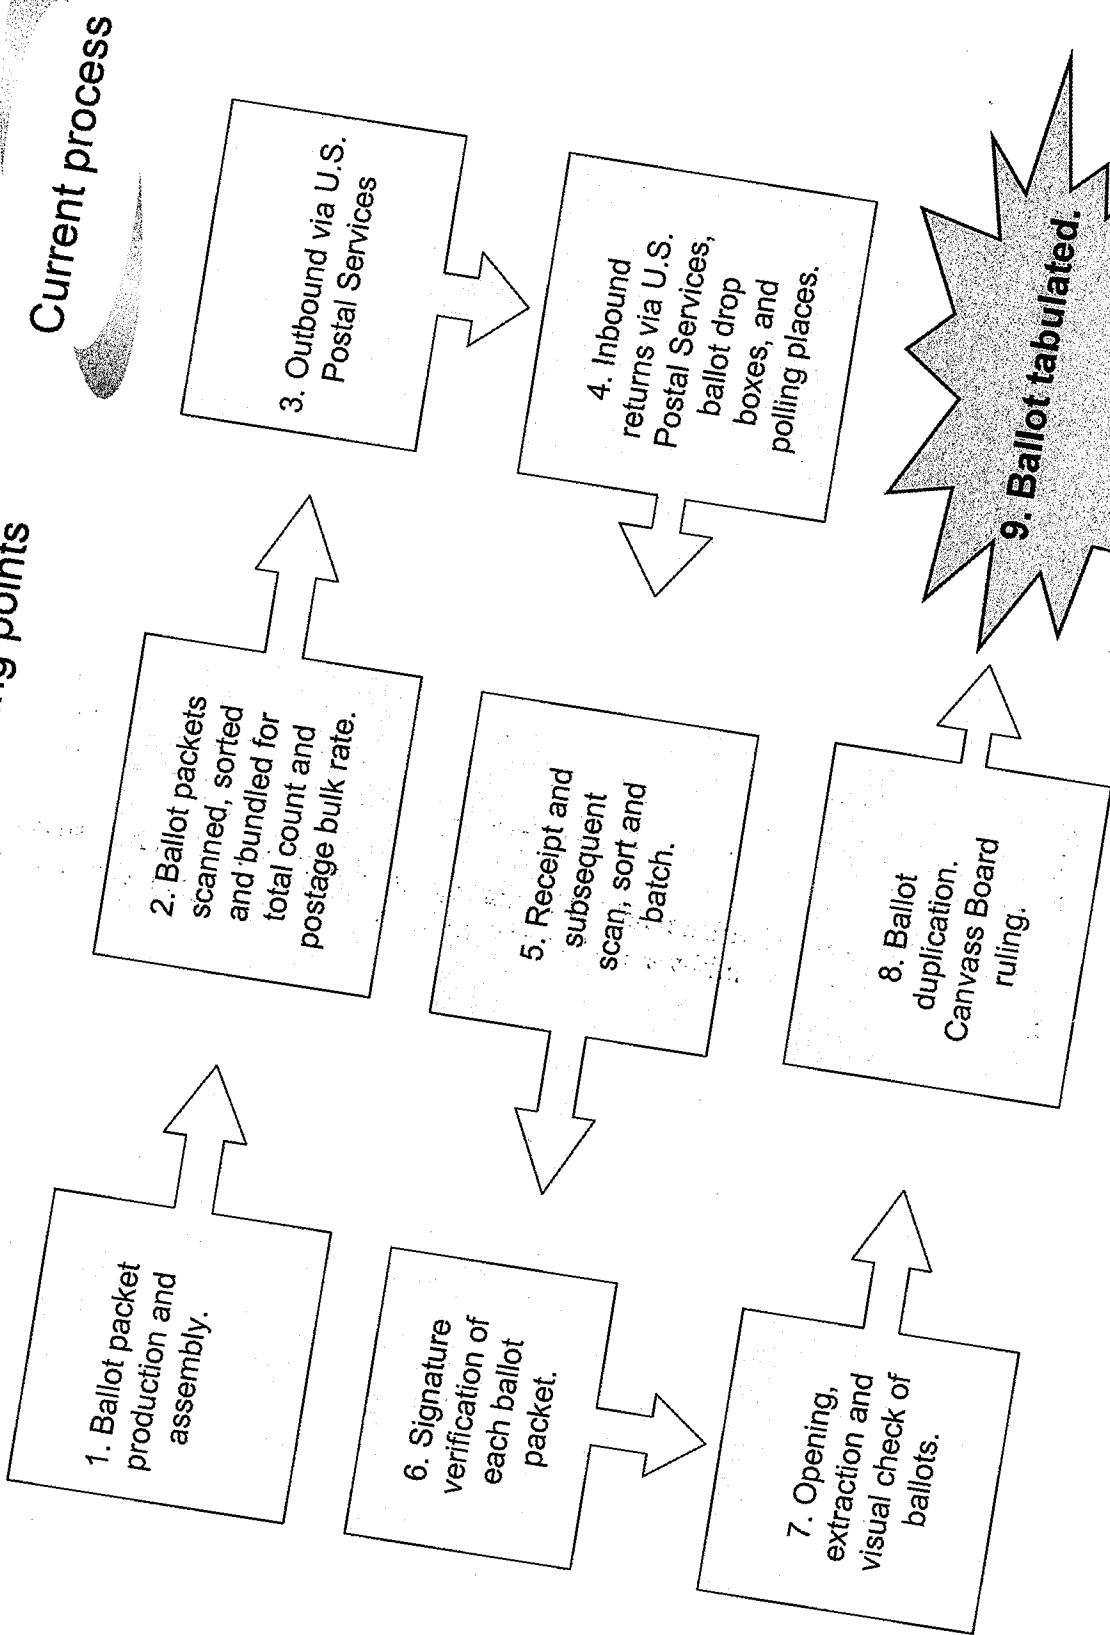 points
Current process
1. Ballot packet
production and
assembly.
2. Ballot packets
scanned, sorted
and bundled for
total count and
postage bulk rate.
3. Outbound via U.S.
Postal Services
4. Inbound
returns via U.S.
Postal Services,
ballot drop
boxes, and
polling places.
5. Receipt and
subsequent
scan, sort and
batch.
6. Signature
verification of
each ballot
packet.
7. Opening,
extraction and
visual check of
ballots.
8. Ballot
duplication.
Canvass Board
ruling.
9. Ballot tabulated.